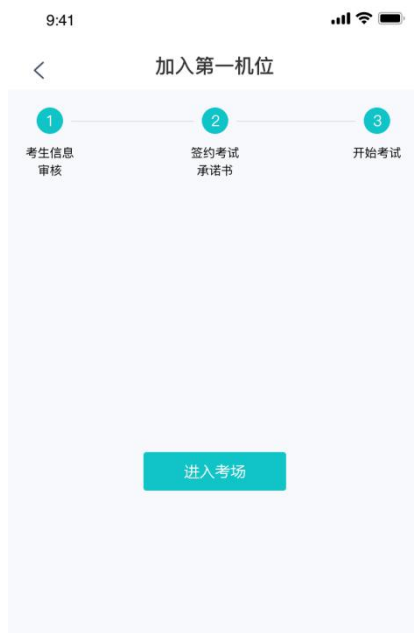 9:41
加入第一机位
1
2
3
考生信息
审核
签约考试
承诺书
开始考试
进入考场